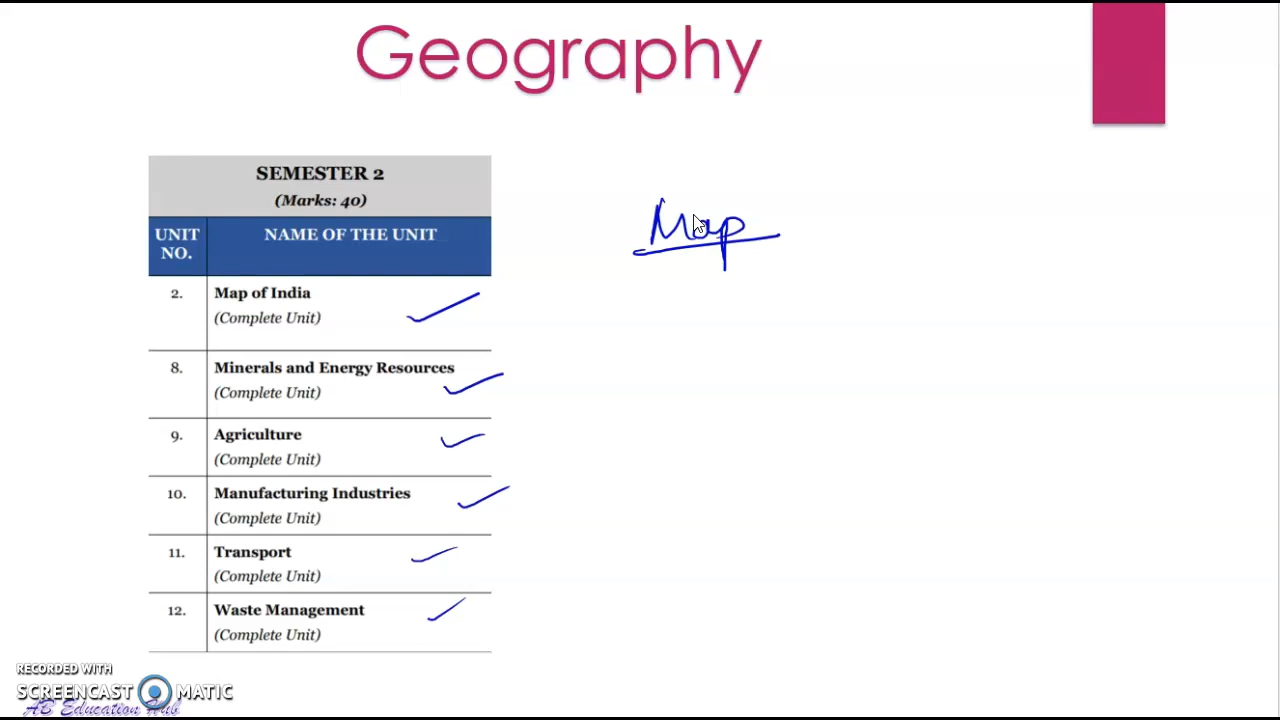 Geography
SEMESTER 2
(Marks: 40)
UNIT NO.
NAME OF THE UNIT
2.
Map of India
(Complete Unit)
8.
Minerals and Energy Resources
(Complete Unit)
9.
Agriculture
(Complete Unit)
10.
Manufacturing Industries
(Complete Unit)
11.
Transport
(Complete Unit)
12.
Waste Management
(Complete Unit)
Map
RECORDED WITH
SCREENCAST MATIC
AB Education Hub